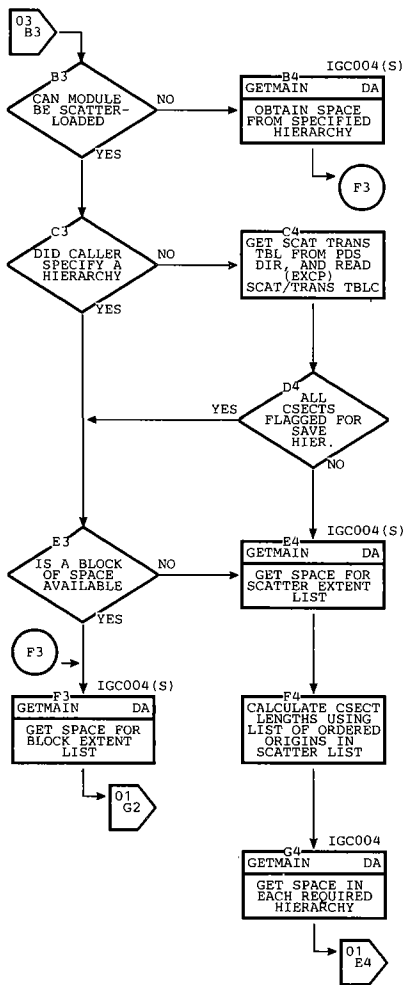 03
B3
B3
CAN MODULE
BE SCATTER-
LOADED
NO
YES
IGC004(S)
B4
GETMAIN DA
OBTAIN SPACE
FROM SPECIFIED
HIERARCHY
F3
C3
DID CALLER
SPECIFY A
HIERARCHY
NO
YES
C4
GET SCAT TRANS
TBL FROM PDS
DIR, AND READ
(EXCP)
SCAT/TRANS TBLC
D4
ALL
CSECTS
FLAGGED FOR
SAVE
HIER.
YES
NO
E3
IS A BLOCK
OF SPACE
AVAILABLE
NO
YES
IGC004(S)
E4
GETMAIN DA
GET SPACE FOR
SCATTER EXTENT
LIST
F3
IGC004(S)
F3
GETMAIN DA
GET SPACE FOR
BLOCK EXTENT
LIST
01
G2
F4
CALCULATE CSECT
LENGTHS USING
LIST OF ORDERED
ORIGINS IN
SCATTER LIST
IGC004
G4
GETMAIN DA
GET SPACE IN
EACH REQUIRED
HIERARCHY
01
E4